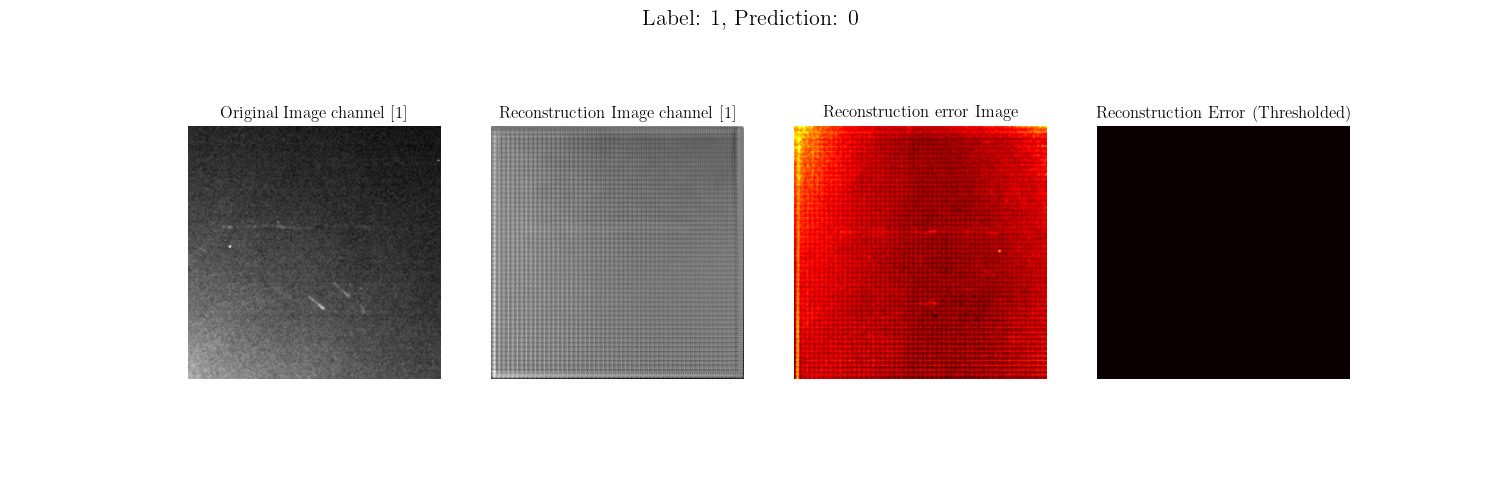 Label: 1, Prediction: 0
Original Image channel [1]
Reconstruction Image channel [1]
Reconstruction error Image
Reconstruction Error (Thresholded)